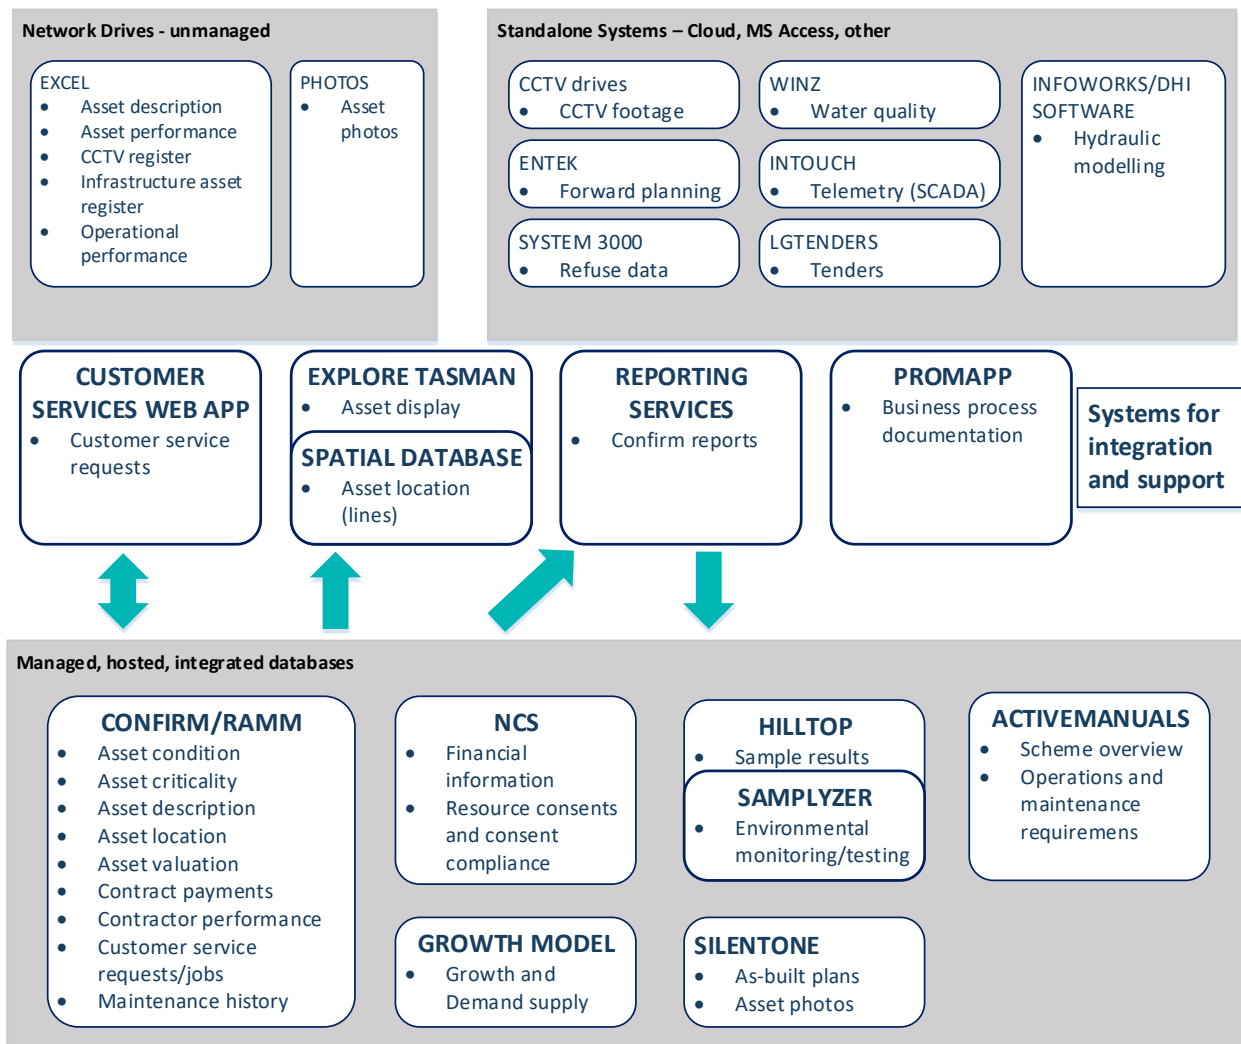 Network Drives - unmanaged
EXCEL
• Asset description
• Asset performance
• CCTV register
• Infrastructure asset
register
• Operational
performance
PHOTOS
• Asset
photos
Standalone Systems – Cloud, MS Access, other
CCTV drives
• CCTV footage
WINZ
• Water quality
INFOWORKS/DHI
SOFTWARE
• Hydraulic
modelling
ENTEK
• Forward planning
INTOUCH
• Telemetry (SCADA)
SYSTEM 3000
• Refuse data
LGTENDERS
• Tenders
CUSTOMER
SERVICES WEB APP
• Customer service
requests
EXPLORE TASMAN
• Asset display
SPATIAL DATABASE
• Asset location
(lines)
REPORTING
SERVICES
• Confirm reports
PROMAPP
• Business process
documentation
Systems for
integration
and support
Managed, hosted, integrated databases
CONFIRM/RAMM
• Asset condition
• Asset criticality
• Asset description
• Asset location
• Asset valuation
• Contract payments
• Contractor performance
• Customer service
requests/jobs
• Maintenance history
NCS
• Financial
information
• Resource consents
and consent
compliance
HILLTOP
• Sample results
SAMPLYZER
• Environmental
monitoring/testing
ACTIVEMANUALS
• Scheme overview
• Operations and
maintenance
requiremens
GROWTH MODEL
• Growth and
Demand supply
SILENTONE
• As-built plans
• Asset photos